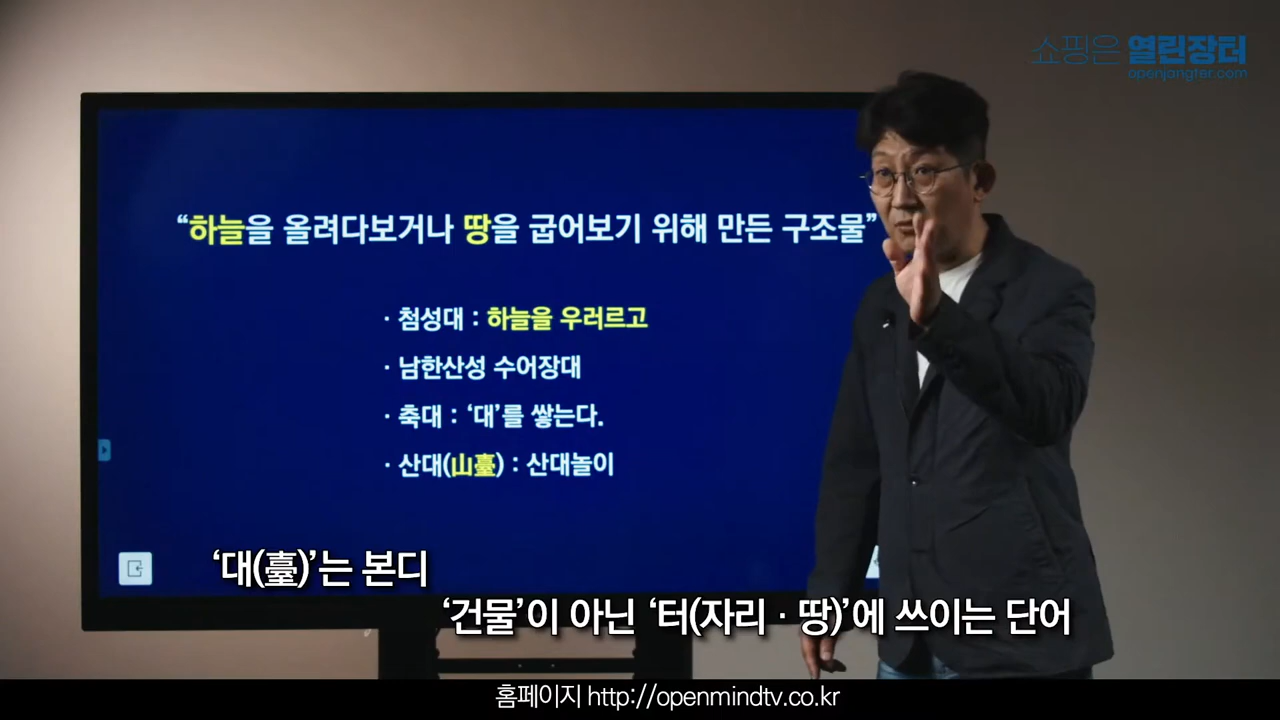 쇼핑은 열린장터
openjangter.com
“하늘을 올려다보거나 땅을 굽어보기 위해 만든 구조물”
· 첨성대 : 하늘을 우러르고
· 남한산성 수어장대
· 축대 : ‘대’를 쌓는다.
· 산대(山臺) : 산대놀이
‘대(臺)’는 본디
‘건물’이 아닌 ‘터(자리 · 땅)’에 쓰이는 단어
홈페이지 http://openmindtv.co.kr